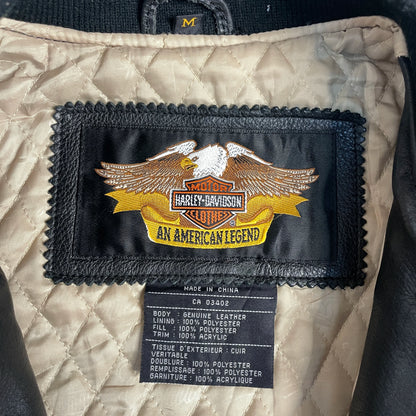 M
MOTOR
HARLEY-DAVIDSON
CLOTHES
AN AMERICAN LEGEND
MADE IN CHINA
CA 03402
BODY : GENUINE LEATHER
LINING : 100% POLYESTER
FILL : 100% POLYESTER
TRIM : 100% ACRYLIC
TISSUE D'EXTERIEUR : CUIR
VERITABLE
DOUBLURE : 100% POLYESTER
REMPLISSAGE : 100% POLYESTER
GARNITURE : 100% ACRYLIQUE